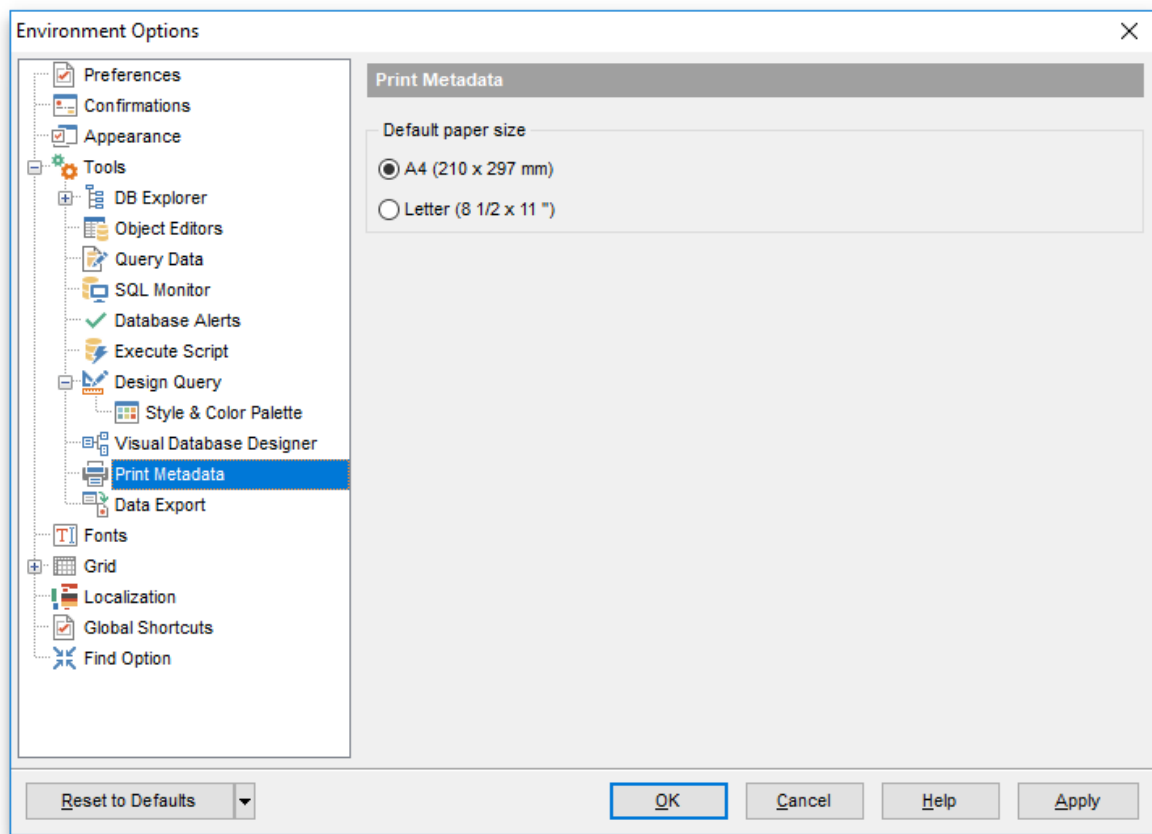 Environment Options
Preferences
Confirmations
Appearance
Tools
DB Explorer
Object Editors
Query Data
SQL Monitor
Database Alerts
Execute Script
Design Query
Style & Color Palette
Visual Database Designer
Print Metadata
Data Export
Fonts
Grid
Localization
Global Shortcuts
Find Option
Print Metadata
Default paper size
A4 (210 x 297 mm)
Letter (8 1/2 x 11 ")
Reset to Defaults
OK
Cancel
Help
Apply